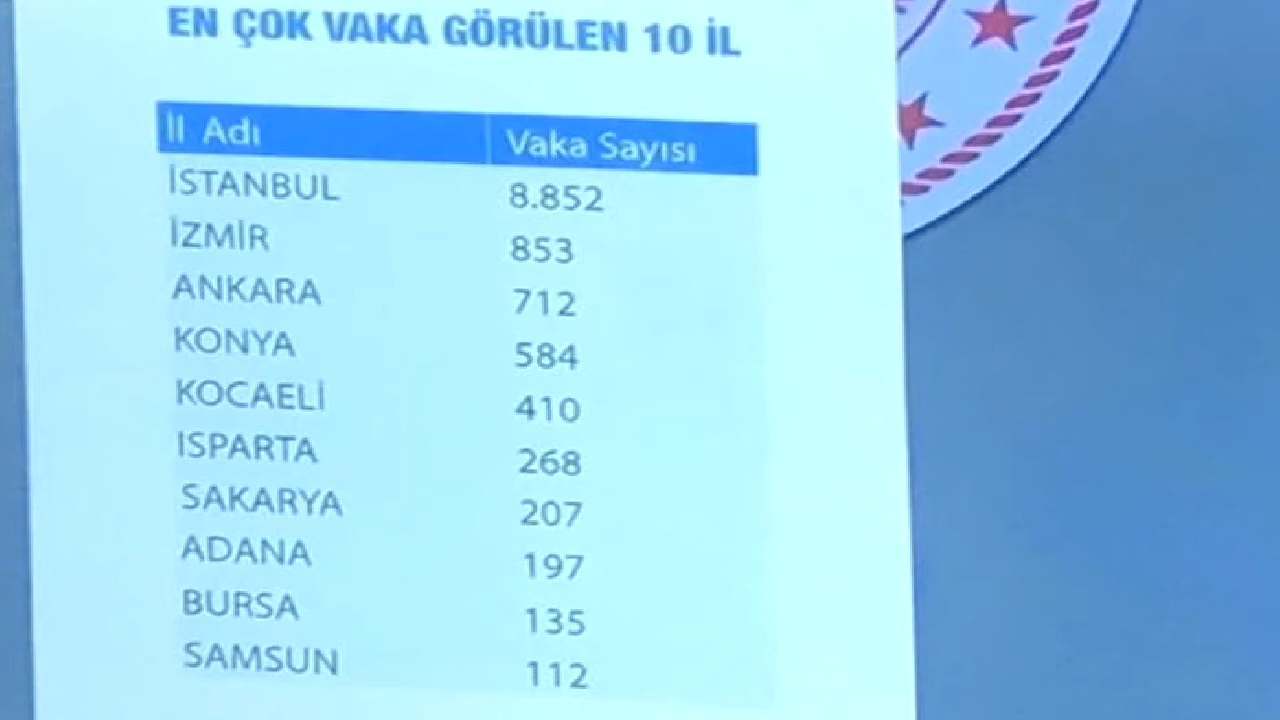 EN ÇOK VAKA GÖRÜLEN 10 İL
İl Adı Vaka Sayısı
İSTANBUL 8.852
İZMİR 853
ANKARA 712
KONYA 584
KOCAELİ 410
ISPARTA 268
SAKARYA 207
ADANA 197
BURSA 135
SAMSUN 112